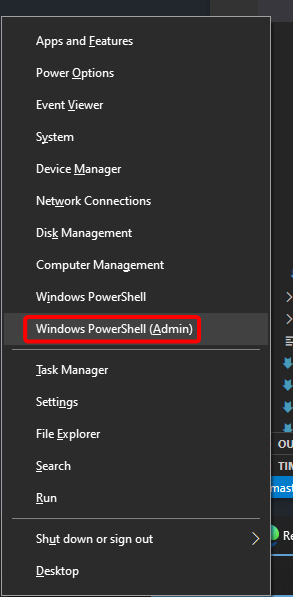 Apps and Features
Power Options
Event Viewer
System
Device Manager
Network Connections
Disk Management
Computer Management
Windows PowerShell
Windows PowerShell (Admin)
Task Manager
Settings
File Explorer
Search
Run
Shut down or sign out
Desktop
OU
TIM
mast
Re